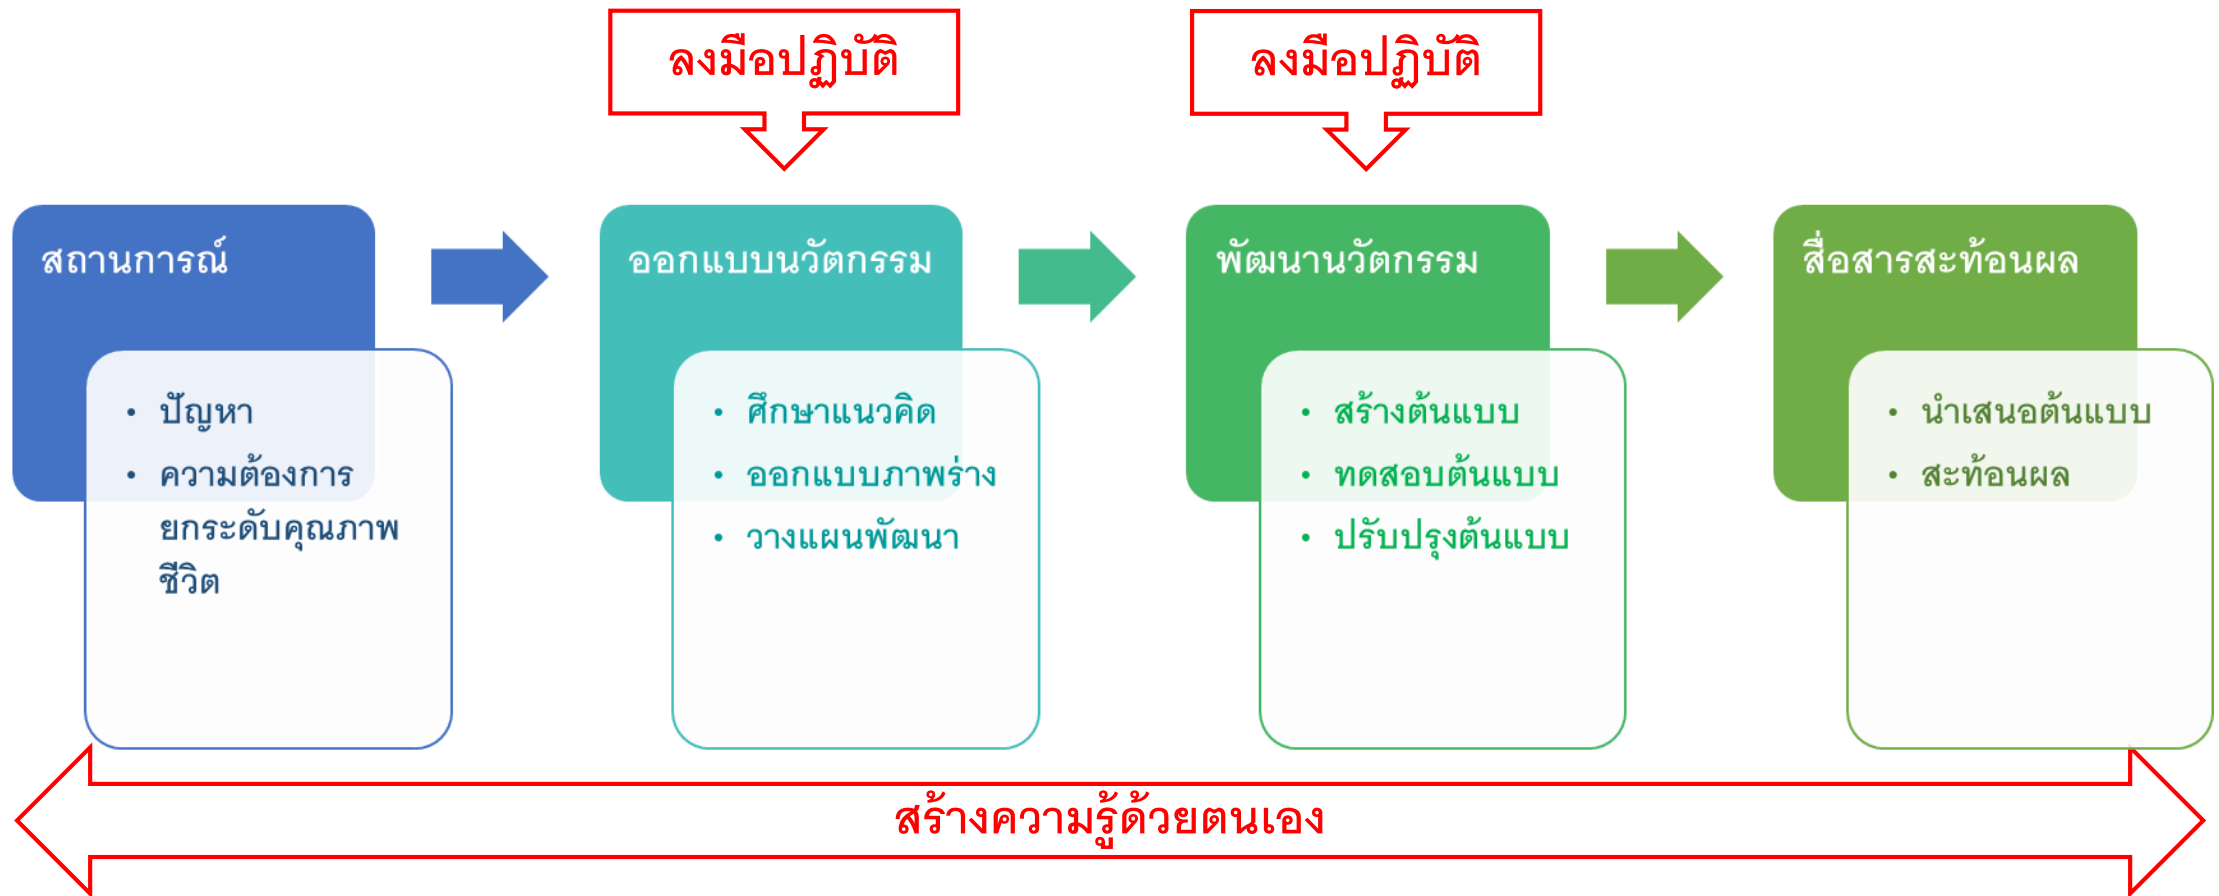 ลงมือปฏิบัติ
ลงมือปฏิบัติ
สถานการณ์
• ปัญหา
• ความต้องการ
ยกระดับคุณภาพ
ชีวิต
ออกแบบนวัตกรรม
• ศึกษาแนวคิด
• ออกแบบภาพร่าง
• วางแผนพัฒนา
พัฒนานวัตกรรม
• สร้างต้นแบบ
• ทดสอบต้นแบบ
• ปรับปรุงต้นแบบ
สื่อสารสะท้อนผล
• นำเสนอต้นแบบ
• สะท้อนผล
สร้างความรู้ด้วยตนเอง